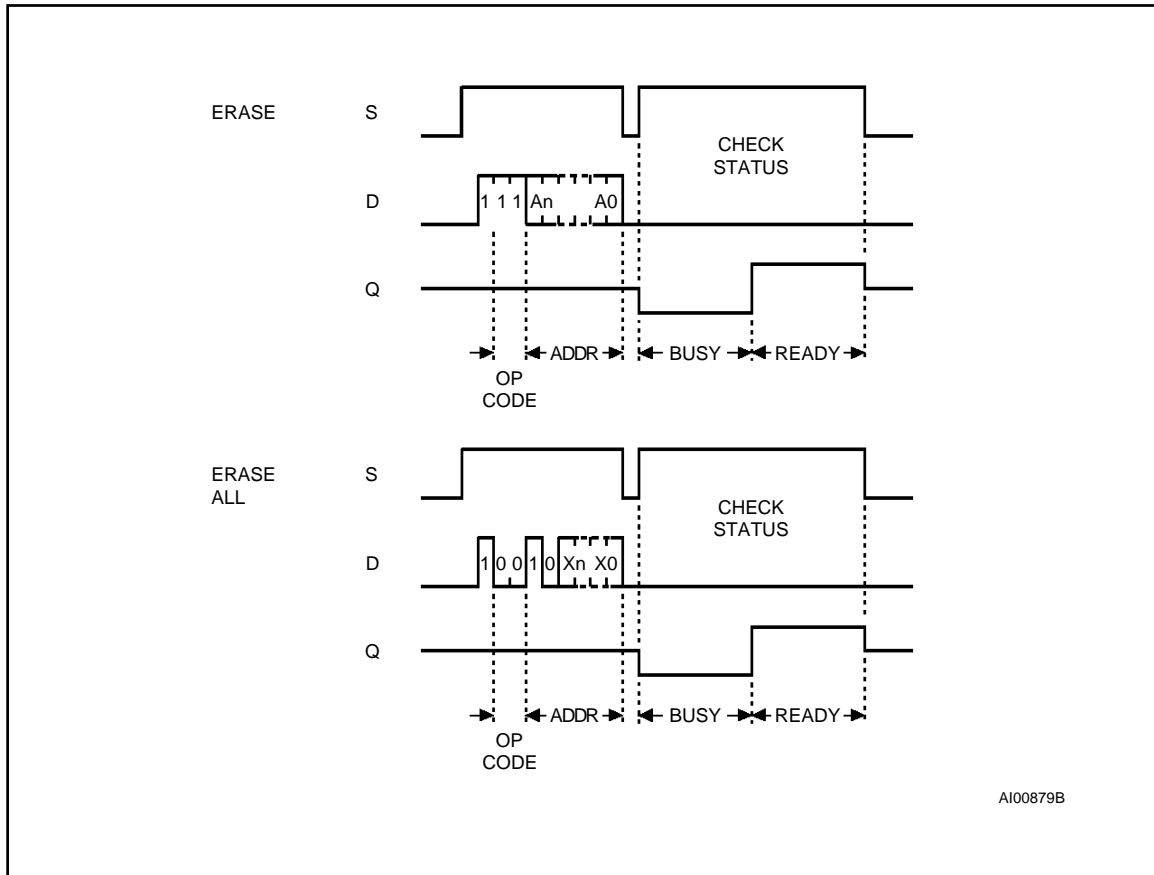 ERASE S
CHECK
STATUS
D 1 1 1 An A0
Q
ADDR BUSY READY
OP
CODE
ERASE
ALL
S
CHECK
STATUS
D 1 0 0 1 0 Xn X0
Q
ADDR BUSY READY
OP
CODE
AI00879B